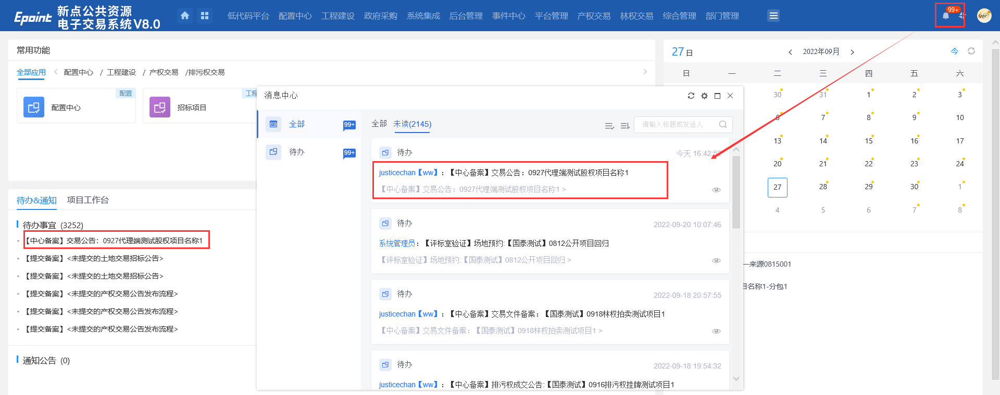 Epoint 新点公共资源
电子交易系统V8.0
低代码平台 配置中心 工程建设 政府采购 系统集成 后台管理 事件中心 平台管理 产权交易 林权交易 综合管理 部门管理
99+
常用功能
全部应用 < 配置中心 / 工程建设 / 产权交易 /排污权交易 >
配置
配置中心
工程
招标项目
待办&通知 项目工作台
待办事宜 (3252)
【中心备案】交易公告：0927代理端测试股权项目名称1
【提交备案】<未提交的土地交易招标公告>
【提交备案】<未提交的土地交易招标公告>
【提交备案】<未提交的产权交易公告发布流程>
【提交备案】<未提交的产权交易公告发布流程>
【提交备案】<未提交的产权交易公告发布流程>
通知公告 (0)
消息中心
全部 99+
待办 99+
全部 未读(2145)
请输入标题或发送人
待办 今天 16:42:52
justicechan【ww】：【中心备案】交易公告：0927代理端测试股权项目名称1
【中心备案】交易公告：0927代理端测试股权项目名称1 >
待办 2022-09-20 10:07:46
系统管理员：【评标室验证】场地预约:【国泰测试】0812公开项目回归
【评标室验证】场地预约:【国泰测试】0812公开项目回归 >
待办 2022-09-18 20:57:55
justicechan【ww】：【中心备案】交易文件备案：【国泰测试】0918林权拍卖测试项目1
【中心备案】交易文件备案：【国泰测试】0918林权拍卖测试项目1 >
待办 2022-09-18 19:54:32
justicechan【ww】：【中心备案】排污权成交公告:【国泰测试】0916排污权挂牌测试项目1
27日 < 2022年09月 > 今
日 一 二 三 四 五 六
30 31 1 2 3
6 7 8 9 10
13 14 15 16 17
20 21 22 23 24
27 28 29 30 1
4 5 6 7 8
—来源0815001
目名称1-分包1